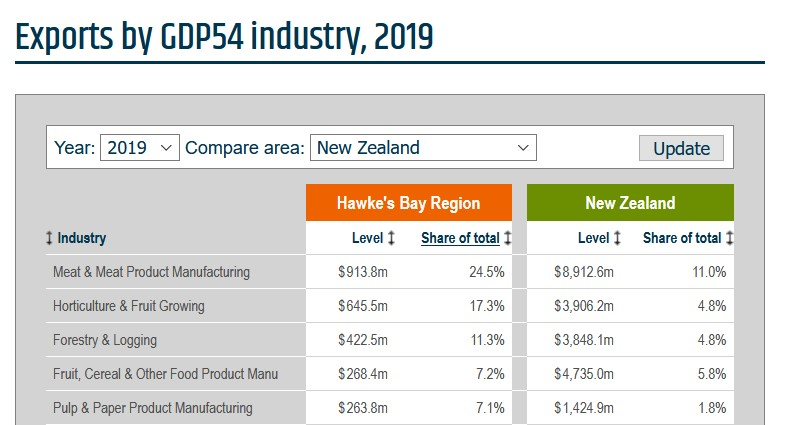 Exports by GDP54 industry, 2019
Year: 2019 Compare area: New Zealand Update
Hawke's Bay Region New Zealand
Industry Level Share of total Level Share of total
Meat & Meat Product Manufacturing $913.8m 24.5% $8,912.6m 11.0%
Horticulture & Fruit Growing $645.5m 17.3% $3,906.2m 4.8%
Forestry & Logging $422.5m 11.3% $3,848.1m 4.8%
Fruit, Cereal & Other Food Product Manu $268.4m 7.2% $4,735.0m 5.8%
Pulp & Paper Product Manufacturing $263.8m 7.1% $1,424.9m 1.8%